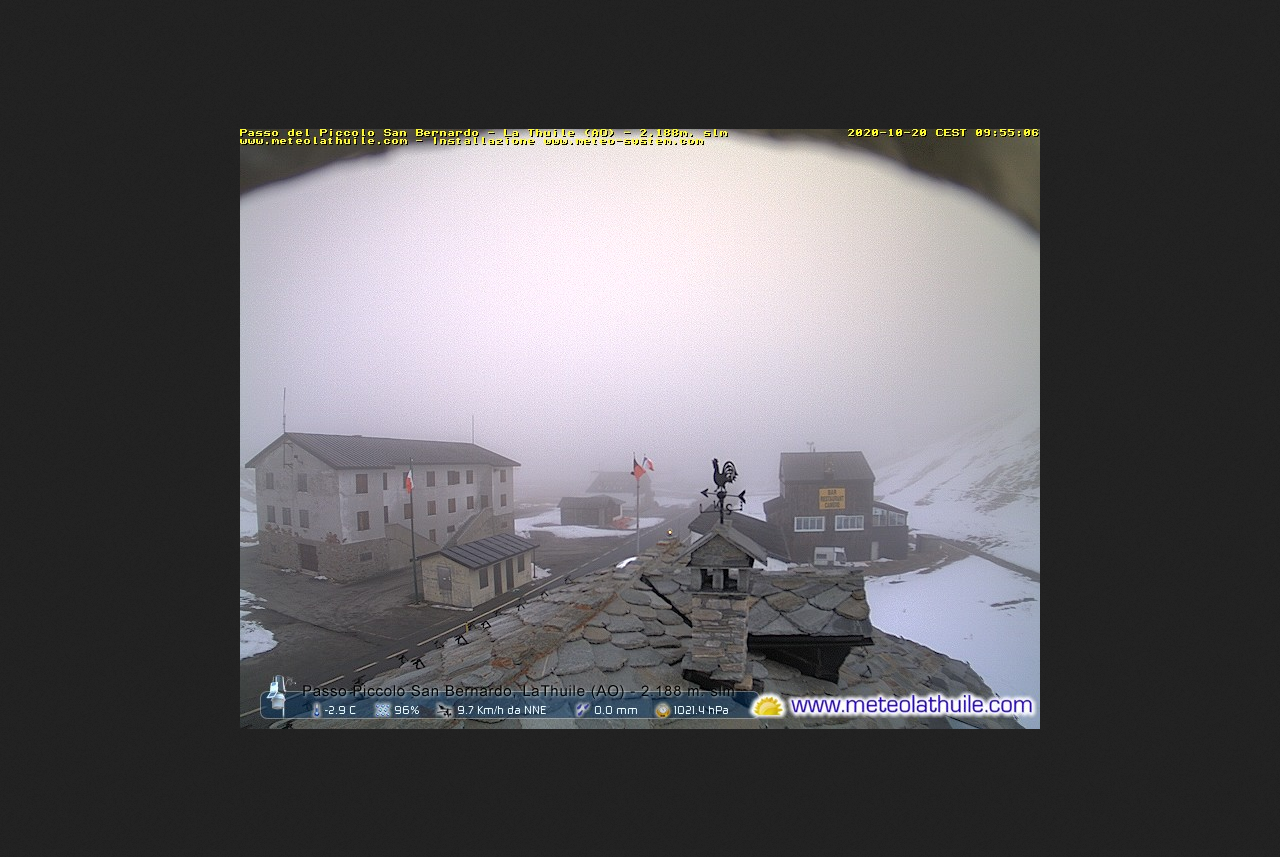 Passo del Piccolo San Bernardo - La Thuile (AO) - 2.188m. slm
2020-10-20 CEST 09:55:06
www.meteolathuile.com - Installazione www.meteo-system.com
BAR
RESTAURANT
Passo Piccolo San Bernardo, LaThuile (AO) - 2.188 m. slm
-2.9 C 96% 9.7 Km/h da NNE 0.0 mm 1021.4 hPa
www.meteolathuile.com